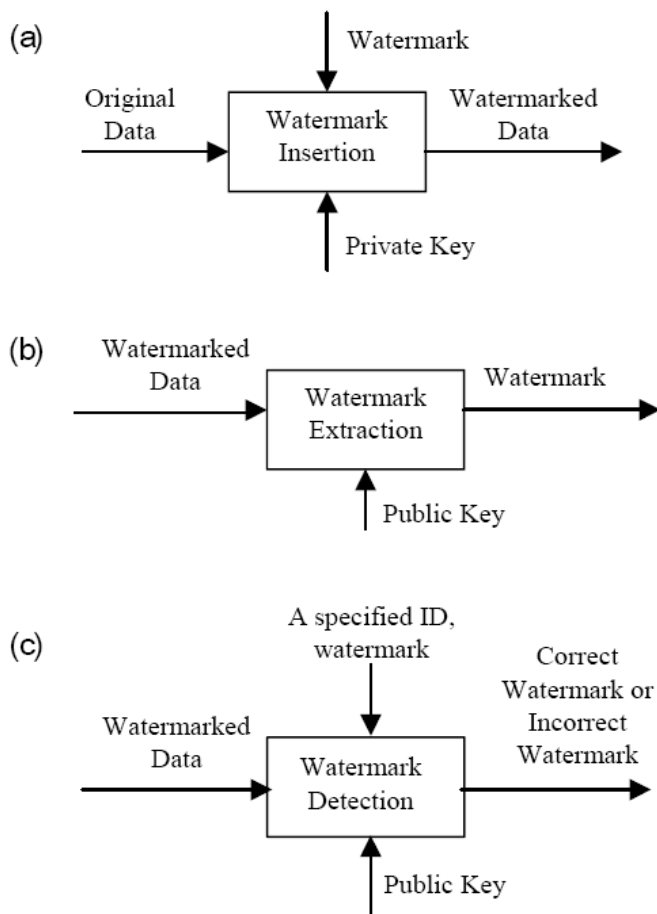 (a)
Watermark
Original
Data
Watermark
Insertion
Watermarked
Data
Private Key
(b)
Watermarked
Data
Watermark
Extraction
Watermark
Public Key
(c)
A specified ID,
watermark
Watermarked
Data
Watermark
Detection
Correct
Watermark or
Incorrect
Watermark
Public Key